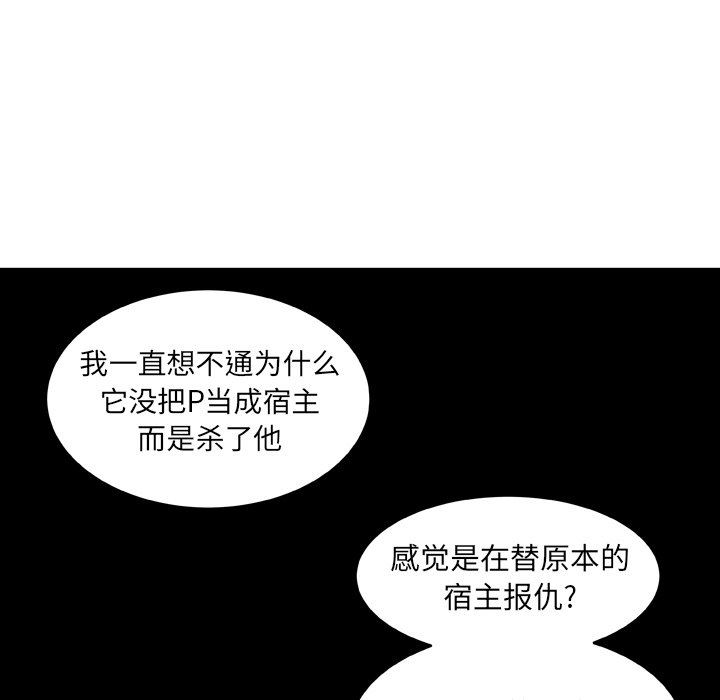 我一直想不通为什么
它没把P当成宿主
而是杀了他
感觉是在替原本的
宿主报仇?